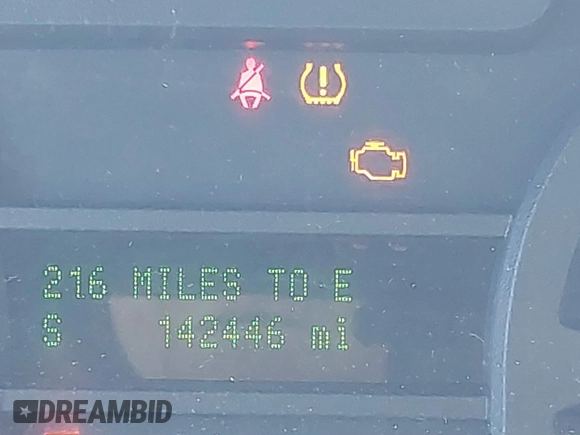 216 MILES TO E
S 142446 mi
DREAMBID